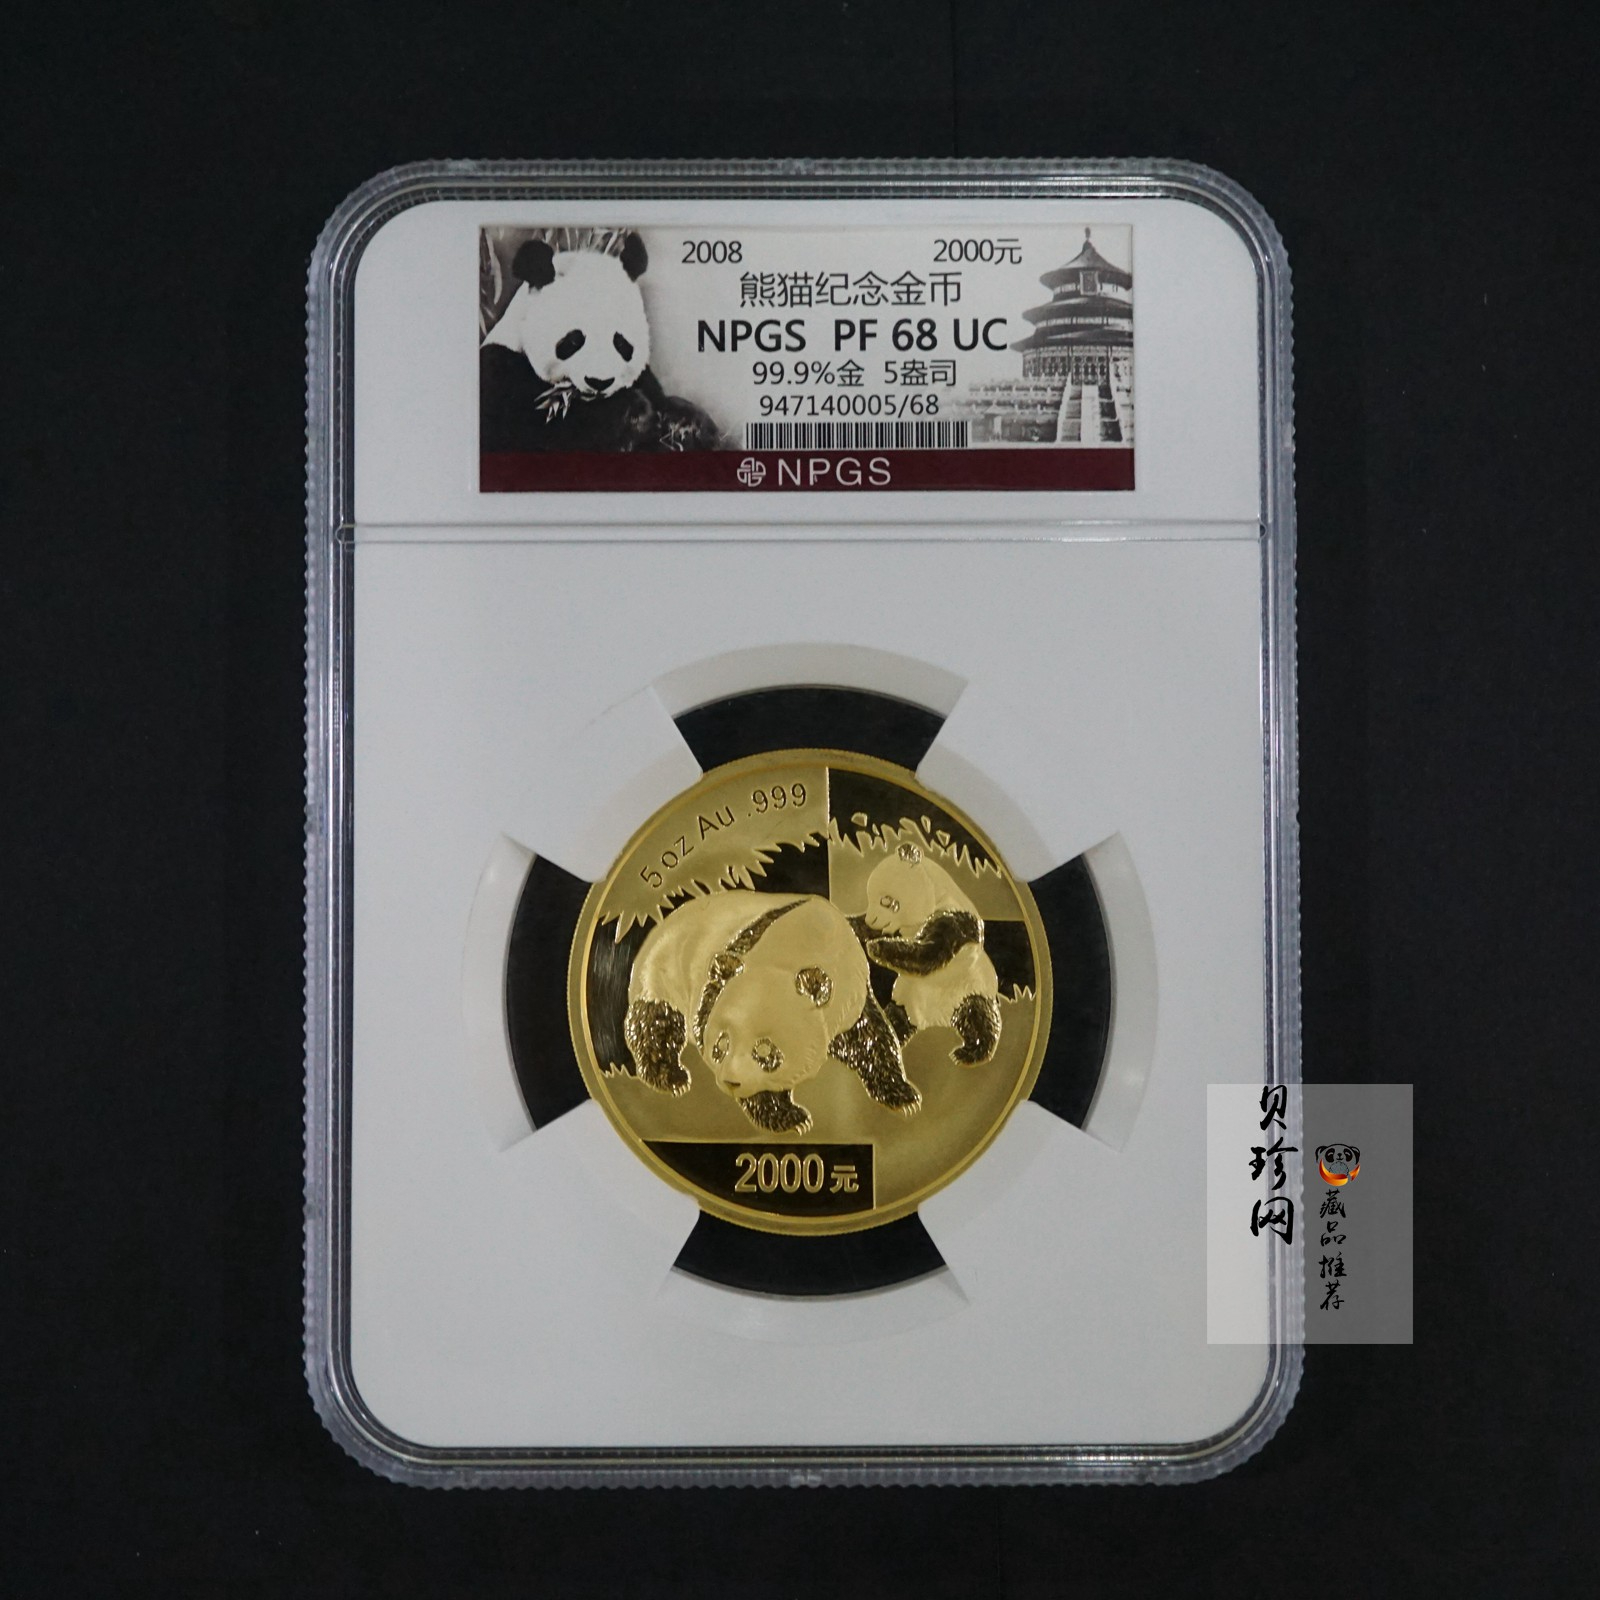 2008 2000元
熊猫纪念金币
NPGS PF 68 UC
99.9%金 5盎司
947140005/68
NPGS
5oz Au .999
2000元
贝珍网
藏品推荐